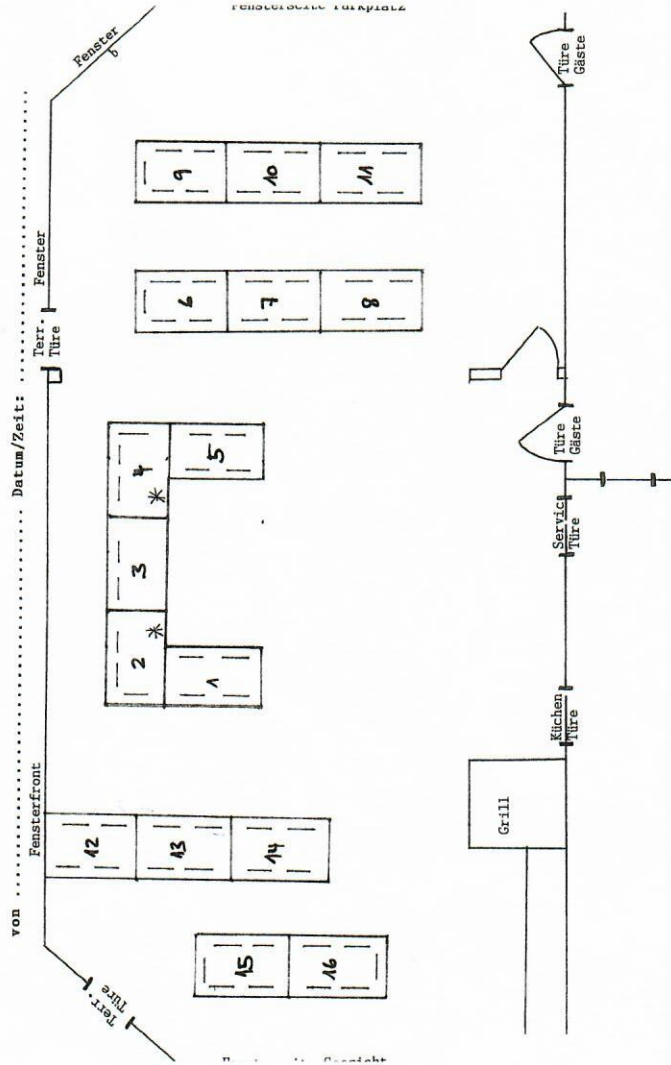 Fensterseite Parkplatz
von ........................ Datum/Zeit: ........................
Fenster
Fenster
Terr.
Türe
Fensterfront
Terr.
Türe
9
10
11
6
7
8
4
5
3
2
1
12
13
14
15
16
Türe
Gäste
Türe
Gäste
Servic
Türe
Küchen
Türe
Grill